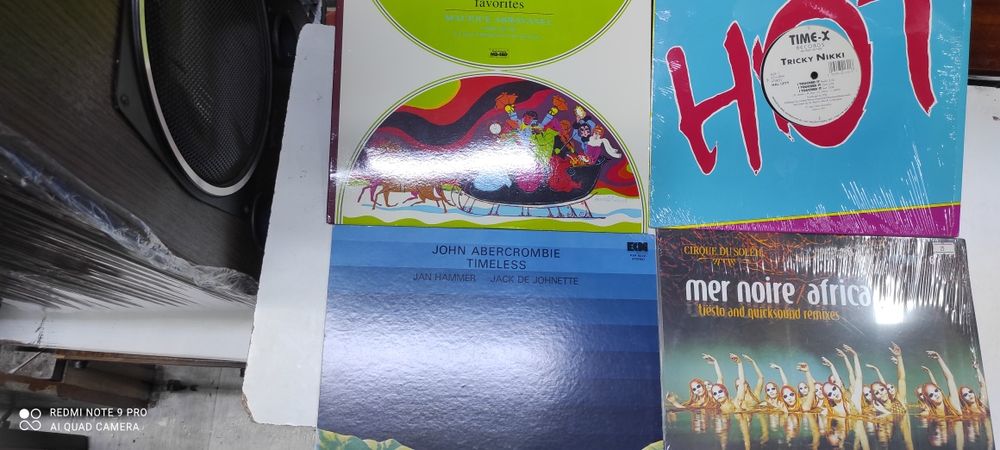 favorites
MAURICE ABRAVANEL
HOT
TIME-X
RECORDS
TRICKY NIKKI
JOHN ABERCROMBIE
TIMELESS
JAN HAMMER JACK DE JOHNETTE
ECM
STEREO
CIRQUE DU SOLEIL
mer noire / africa
tiësto and quicksound remixes
REDMI NOTE 9 PRO
AI QUAD CAMERA